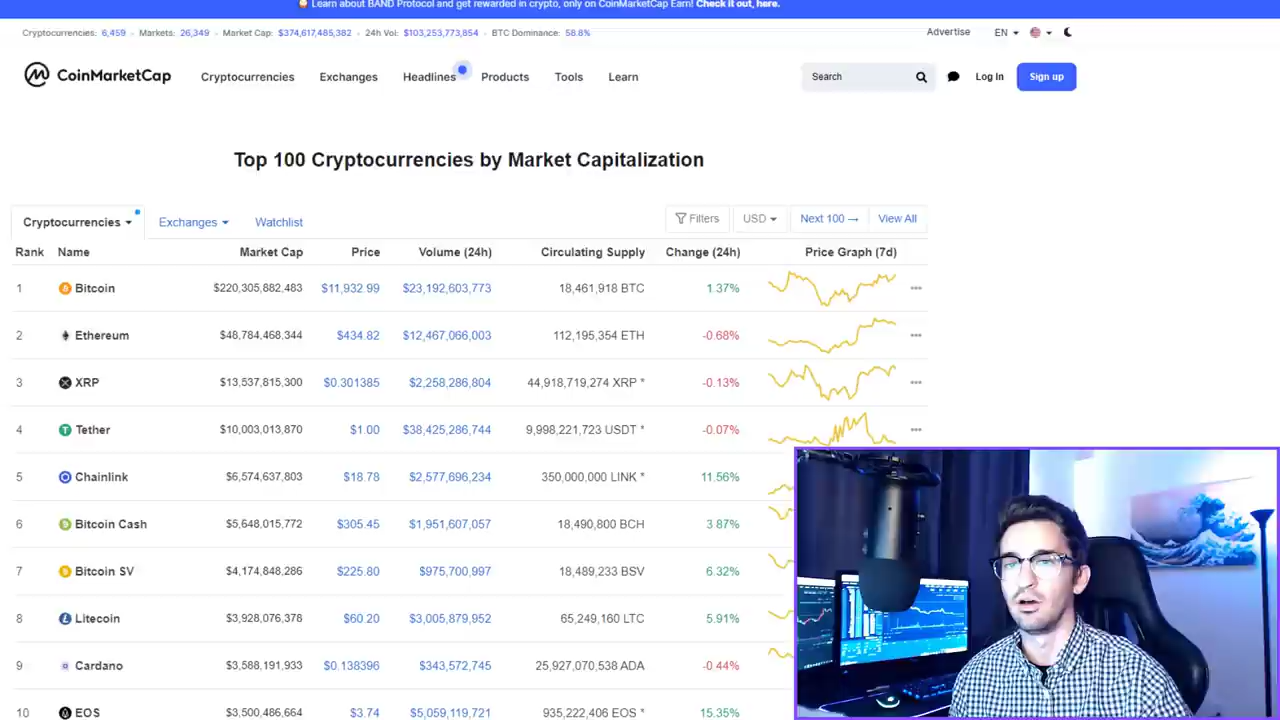 Learn about BAND Protocol and get rewarded in crypto, only on CoinMarketCap Earn! Check it out, here.
Cryptocurrencies: 6,459 Markets: 26,349 Market Cap: $374,617,485,382 24h Vol: $103,253,773,854 BTC Dominance: 58.8% Advertise EN
CoinMarketCap Cryptocurrencies Exchanges Headlines Products Tools Learn Search Log In Sign up
Top 100 Cryptocurrencies by Market Capitalization
Cryptocurrencies Exchanges Watchlist Filters USD Next 100 → View All
Rank Name Market Cap Price Volume (24h) Circulating Supply Change (24h) Price Graph (7d)
1 Bitcoin $220,305,882,483 $11,932.99 $23,192,603,773 18,461,918 BTC 1.37%
2 Ethereum $48,784,468,344 $434.82 $12,467,066,003 112,195,354 ETH -0.68%
3 XRP $13,537,815,300 $0.301385 $2,258,286,804 44,918,719,274 XRP * -0.13%
4 Tether $10,003,013,870 $1.00 $38,425,286,744 9,998,221,723 USDT * -0.07%
5 Chainlink $6,574,637,803 $18.78 $2,577,696,234 350,000,000 LINK * 11.56%
6 Bitcoin Cash $5,648,015,772 $305.45 $1,951,607,057 18,490,800 BCH 3.87%
7 Bitcoin SV $4,174,848,286 $225.80 $975,700,997 18,489,233 BSV 6.32%
8 Litecoin $3,928,076,378 $60.20 $3,005,879,952 65,249,160 LTC 5.91%
9 Cardano $3,588,191,933 $0.138396 $343,572,745 25,927,070,538 ADA -0.44%
10 EOS $3,500,486,664 $3.74 $5,059,119,721 935,222,406 EOS * 15.35%